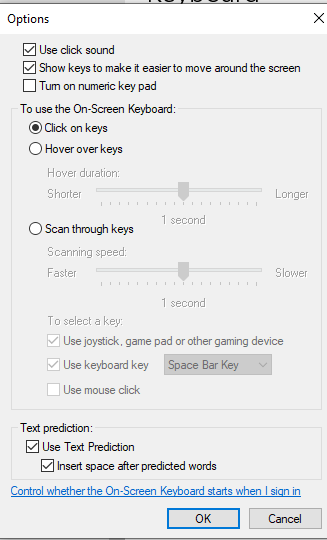 Keyboard
Options
Use click sound
Show keys to make it easier to move around the screen
Turn on numeric key pad
To use the On-Screen Keyboard:
Click on keys
Hover over keys
Hover duration:
Shorter Longer
1 second
Scan through keys
Scanning speed:
Faster Slower
1 second
To select a key:
Use joystick, game pad or other gaming device
Use keyboard key Space Bar Key
Use mouse click
Text prediction:
Use Text Prediction
Insert space after predicted words
Control whether the On-Screen Keyboard starts when I sign in
OK Cancel